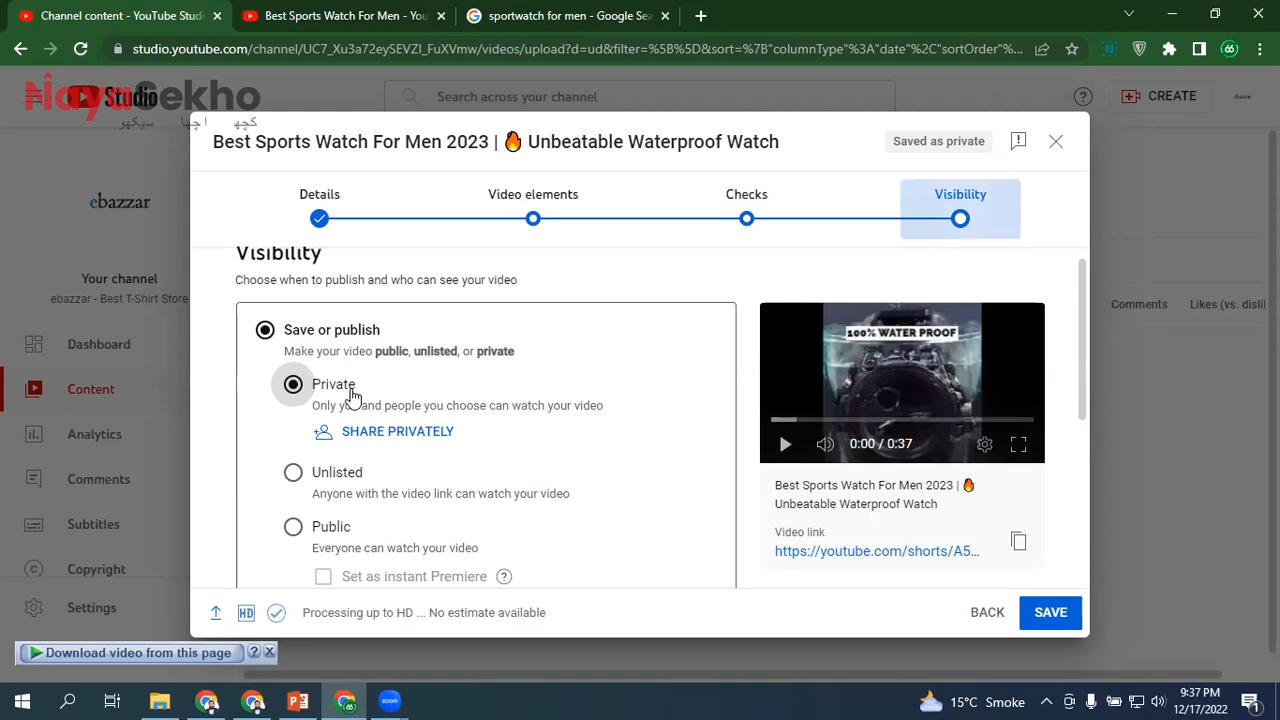 Channel content - YouTube Studio
Best Sports Watch For Men - You
sportwatch for men - Google Sea
studio.youtube.com/channel/UC7_Xu3a72eySEVZI_FuXVmw/videos/upload?d=ud&filter=%5B%5D&sort=%7B"columnType"%3A"date"%2C"sortOrder"...
NayaSekho
کچھ اچھا سیکھو
Studio
Search across your channel
CREATE
ebazzar
Your channel
ebazzar - Best T-Shirt Store
Dashboard
Content
Analytics
Comments
Subtitles
Copyright
Settings
Best Sports Watch For Men 2023 | 🔥 Unbeatable Waterproof Watch
Saved as private
Details
Video elements
Checks
Visibility
Visibility
Choose when to publish and who can see your video
Save or publish
Make your video public, unlisted, or private
Private
Only you and people you choose can watch your video
SHARE PRIVATELY
Unlisted
Anyone with the video link can watch your video
Public
Everyone can watch your video
Set as instant Premiere
100% WATER PROOF
0:00 / 0:37
Best Sports Watch For Men 2023 | 🔥
Unbeatable Waterproof Watch
Video link
https://youtube.com/shorts/A5...
Comments
Likes (vs. disli
HD
Processing up to HD ... No estimate available
BACK
SAVE
Download video from this page
zoom
15°C Smoke
9:37 PM
12/17/2022